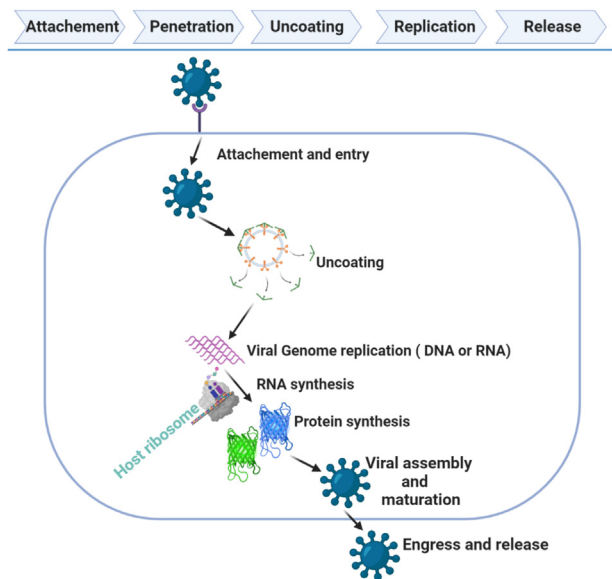 Attachement
Penetration
Uncoating
Replication
Release
Attachement and entry
Uncoating
Viral Genome replication ( DNA or RNA)
RNA synthesis
Host ribosome
Protein synthesis
Viral assembly
and
maturation
Engress and release